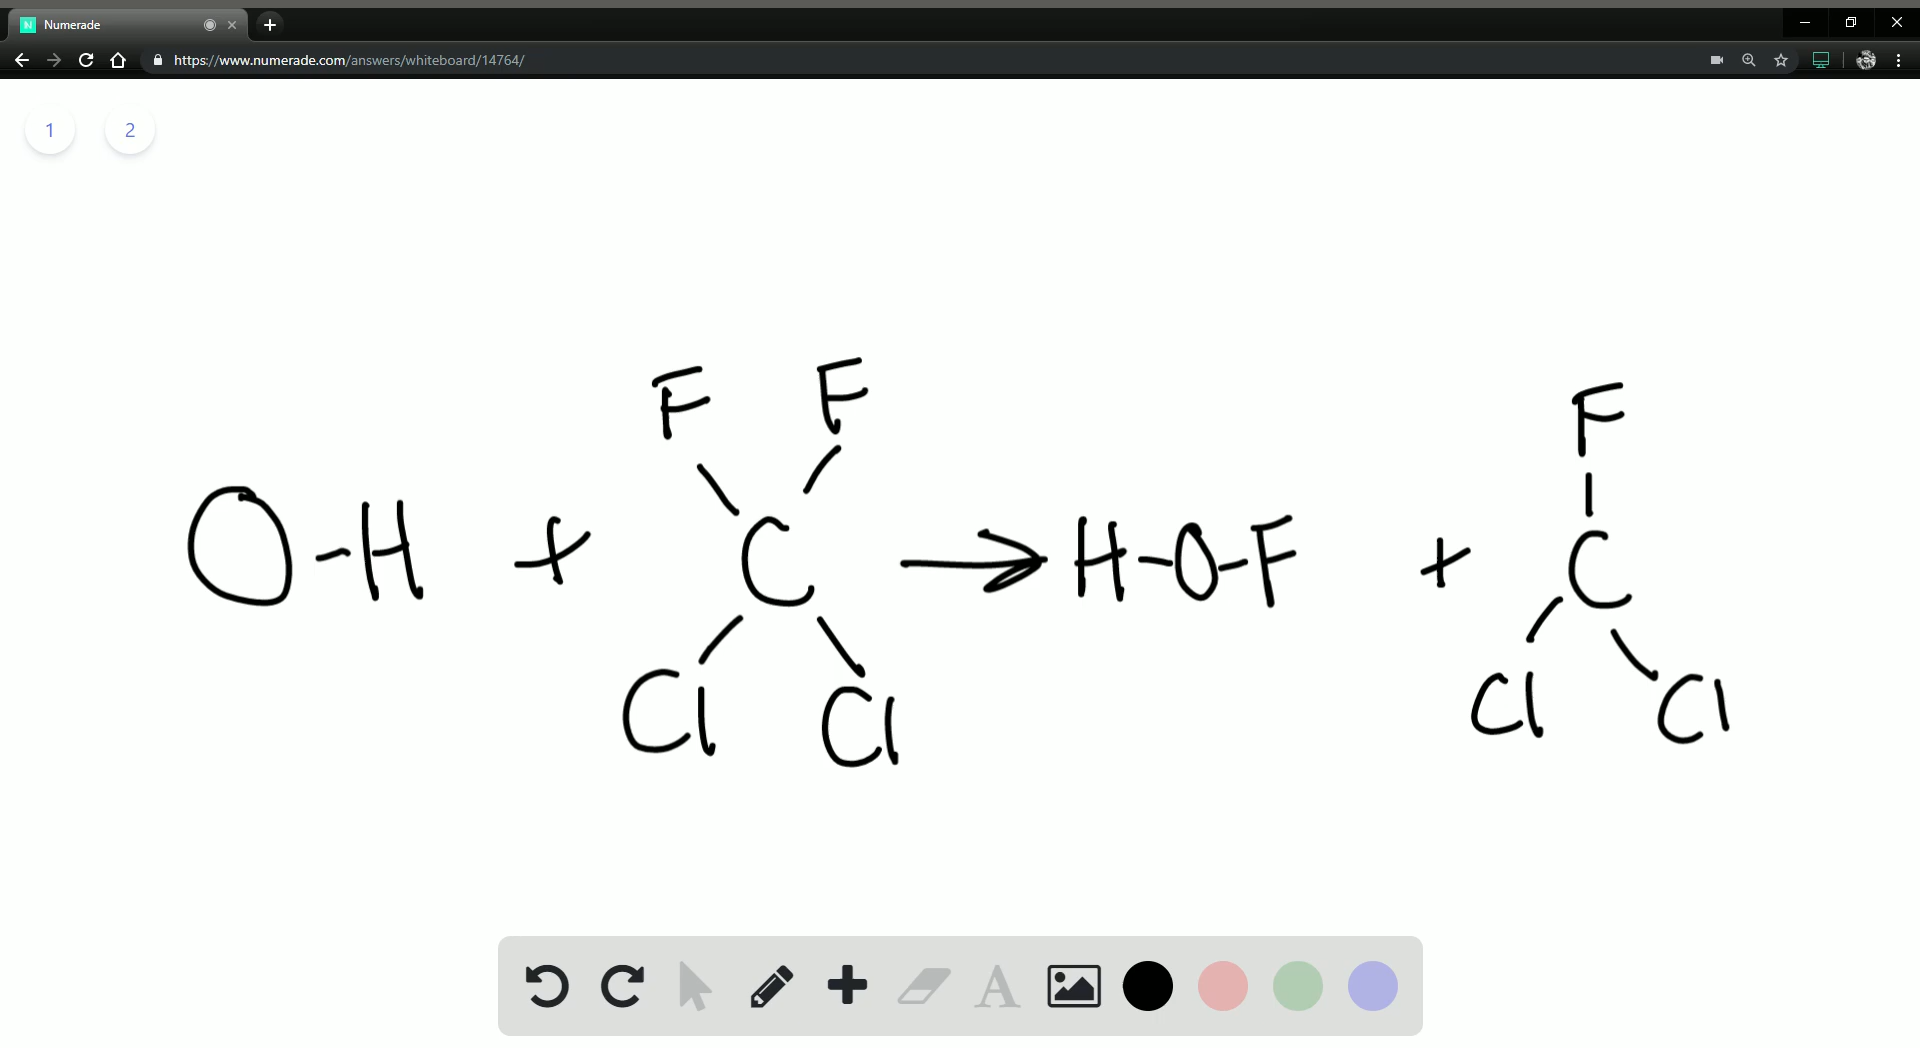 Numerade
https://www.numerade.com/answers/whiteboard/14764/
1 2
F F F
O-H + C → H-O-F + C
Cl Cl Cl Cl
A